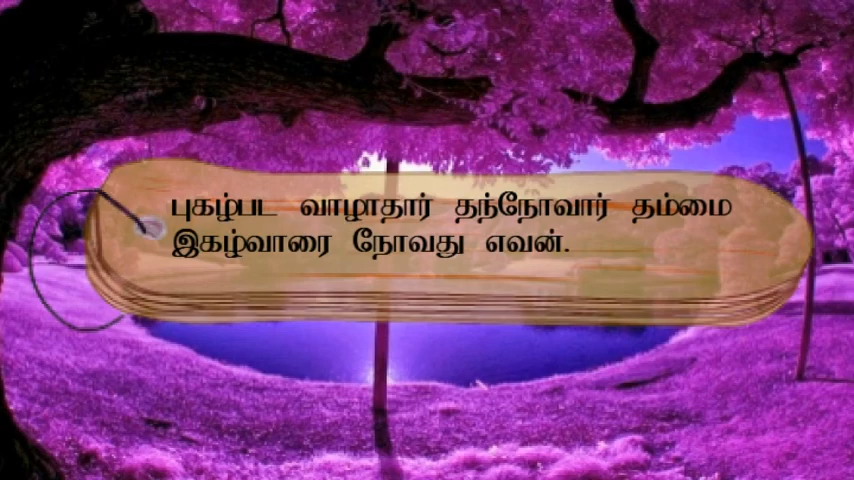 புகழ்பட வாழாதார் தந்நோவார் தம்மை
இகழ்வாரை நோவது எவன்.